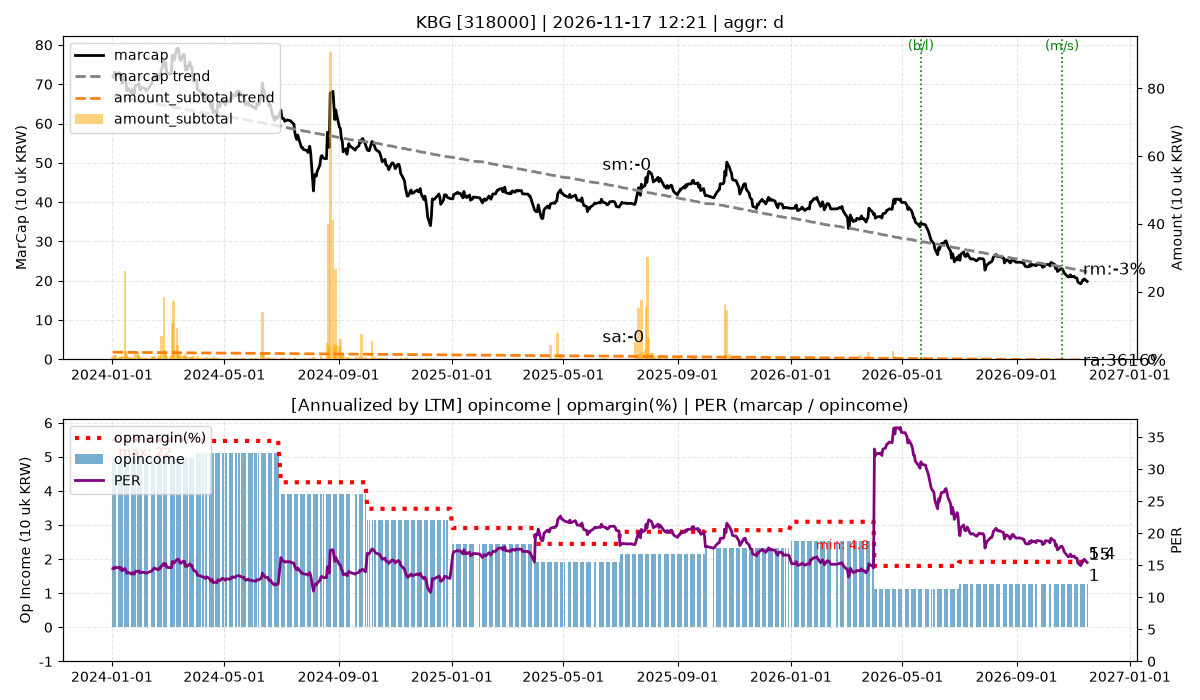 KBG [318000] | 2026-11-17 12:21 | aggr: d
MarCap (10 uk KRW)
80
70
60
50
40
30
20
10
0
marcap
marcap trend
amount_subtotal trend
amount_subtotal
(b/l)
(m/s)
sm:-0
sa:-0
rm:-3%
ra:3616%
80
60
40
20
0
Amount (10 uk KRW)
2024-01-01
2024-05-01
2024-09-01
2025-01-01
2025-05-01
2025-09-01
2026-01-01
2026-05-01
2026-09-01
2027-01-01
[Annualized by LTM] opincome | opmargin(%) | PER (marcap / opincome)
Op Income (10 uk KRW)
6
5
4
3
2
1
0
-1
opmargin(%)
opincome
PER
min: 4.8
15
5.4
1
35
30
25
20
15
10
5
0
PER
2024-01-01
2024-05-01
2024-09-01
2025-01-01
2025-05-01
2025-09-01
2026-01-01
2026-05-01
2026-09-01
2027-01-01